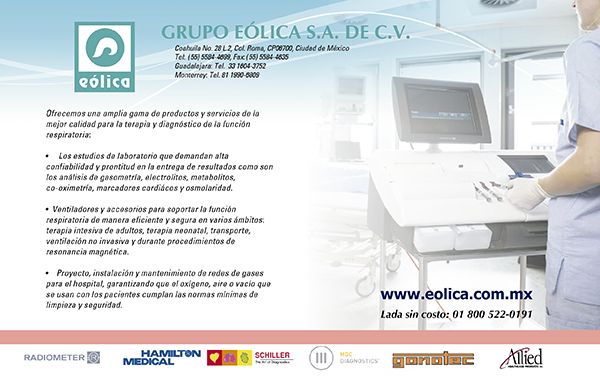 GRUPO EÓLICA S.A. DE C.V.
Coahuila No. 28 L.2, Col. Roma, CP06700, Ciudad de México
Tel. (55) 5584-4699, Fax (55) 5584-4635
Guadalajara: Tel. 33 1604-3752
Monterrey: Tel. 81 1990-6809
eólica
Ofrecemos una amplia gama de productos y servicios de la
mejor calidad para la terapia y diagnóstico de la función
respiratoria:
• Los estudios de laboratorio que demandan alta
confiabilidad y prontitud en la entrega de resultados como son
los análisis de gasometría, electrolitos, metabolitos,
co-oximetría, marcadores cardíacos y osmolaridad.
• Ventiladores y accesorios para soportar la función
respiratoria de manera eficiente y segura en varios ámbitos:
terapia intesiva de adultos, terapia neonatal, transporte,
ventilación no invasiva y durante procedimientos de
resonancia magnética.
• Proyecto, instalación y mantenimiento de redes de gases
para el hospital, garantizando que el oxígeno, aire o vacío que
se usan con los pacientes cumplan las normas mínimas de
limpieza y seguridad.
www.eolica.com.mx
Lada sin costo: 01 800 522-0191
RADIOMETER
HAMILTON
MEDICAL
SCHILLER
The Art of Diagnostics
DIAGNOSTICS
gonotec
Allied